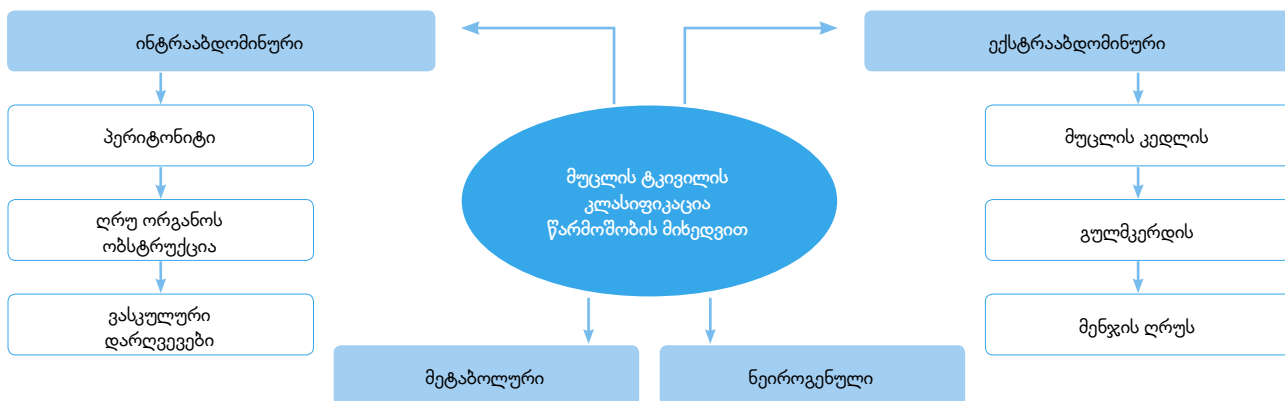 ინტრააბდომინური
ექსტრააბდომინური
პერიტონიტი
ღრუ ორგანოს
ობსტრუქცია
ვასკულური
დარღვევები
მუცლის ტკივილის
კლასიფიკაცია
წარმოშობის მიხედვით
მუცლის კედლის
გულმკერდის
მენჯის ღრუს
მეტაბოლური
ნეიროგენული